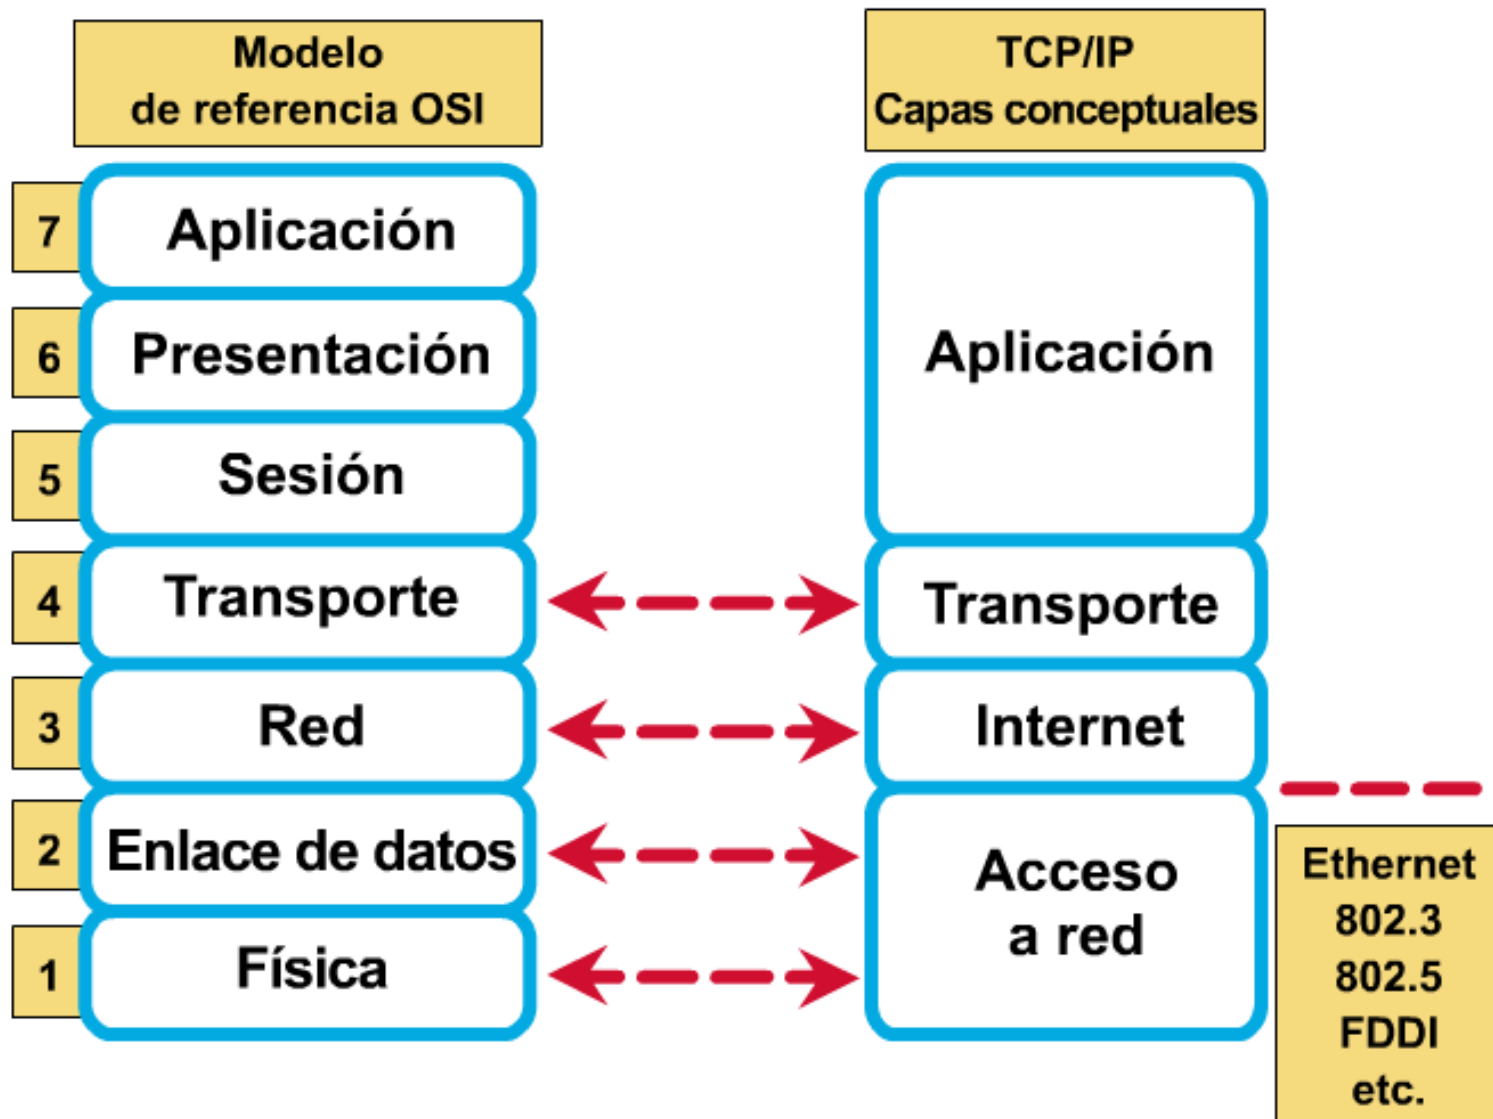 Modelo
de referencia OSI
7
Aplicación
6
Presentación
5
Sesión
4
Transporte
3
Red
2
Enlace de datos
1
Física
TCP/IP
Capas conceptuales
Aplicación
Transporte
Internet
Acceso
a red
Ethernet
802.3
802.5
FDDI
etc.